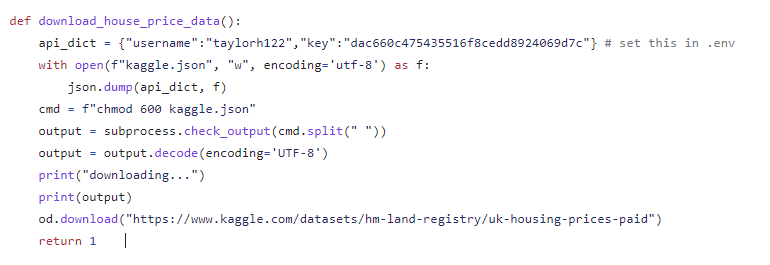 def download_house_price_data():
    api_dict = {"username":"taylorh122","key":"dac660c475435516f8cedd8924069d7c"} # set this in .env
    with open(f"kaggle.json", "w", encoding='utf-8') as f:
        json.dump(api_dict, f)
    cmd = f"chmod 600 kaggle.json"
    output = subprocess.check_output(cmd.split(" "))
    output = output.decode(encoding='UTF-8')
    print("downloading...")
    print(output)
    od.download("https://www.kaggle.com/datasets/hm-land-registry/uk-housing-prices-paid")
    return 1